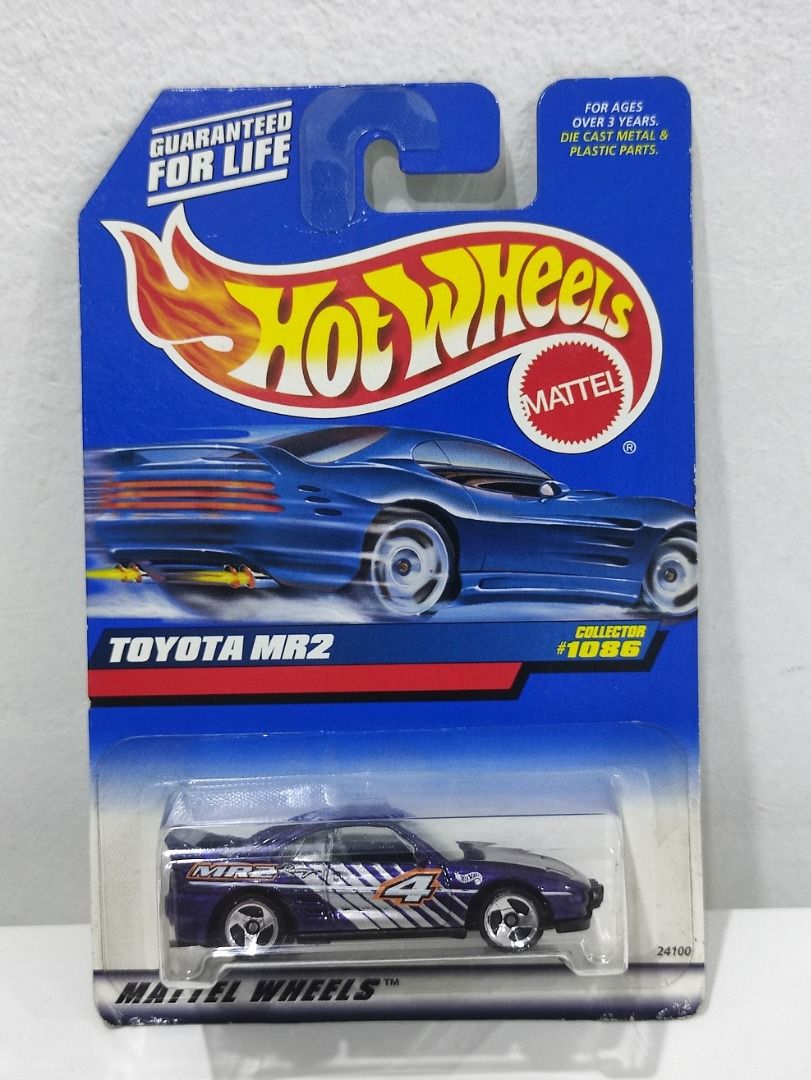 GUARANTEED
FOR LIFE
FOR AGES
OVER 3 YEARS.
DIE CAST METAL &
PLASTIC PARTS.
HOT WHEELS
MATTEL
®
TOYOTA MR2
COLLECTOR
#1086
MR2
4
24100
MATTEL WHEELS™